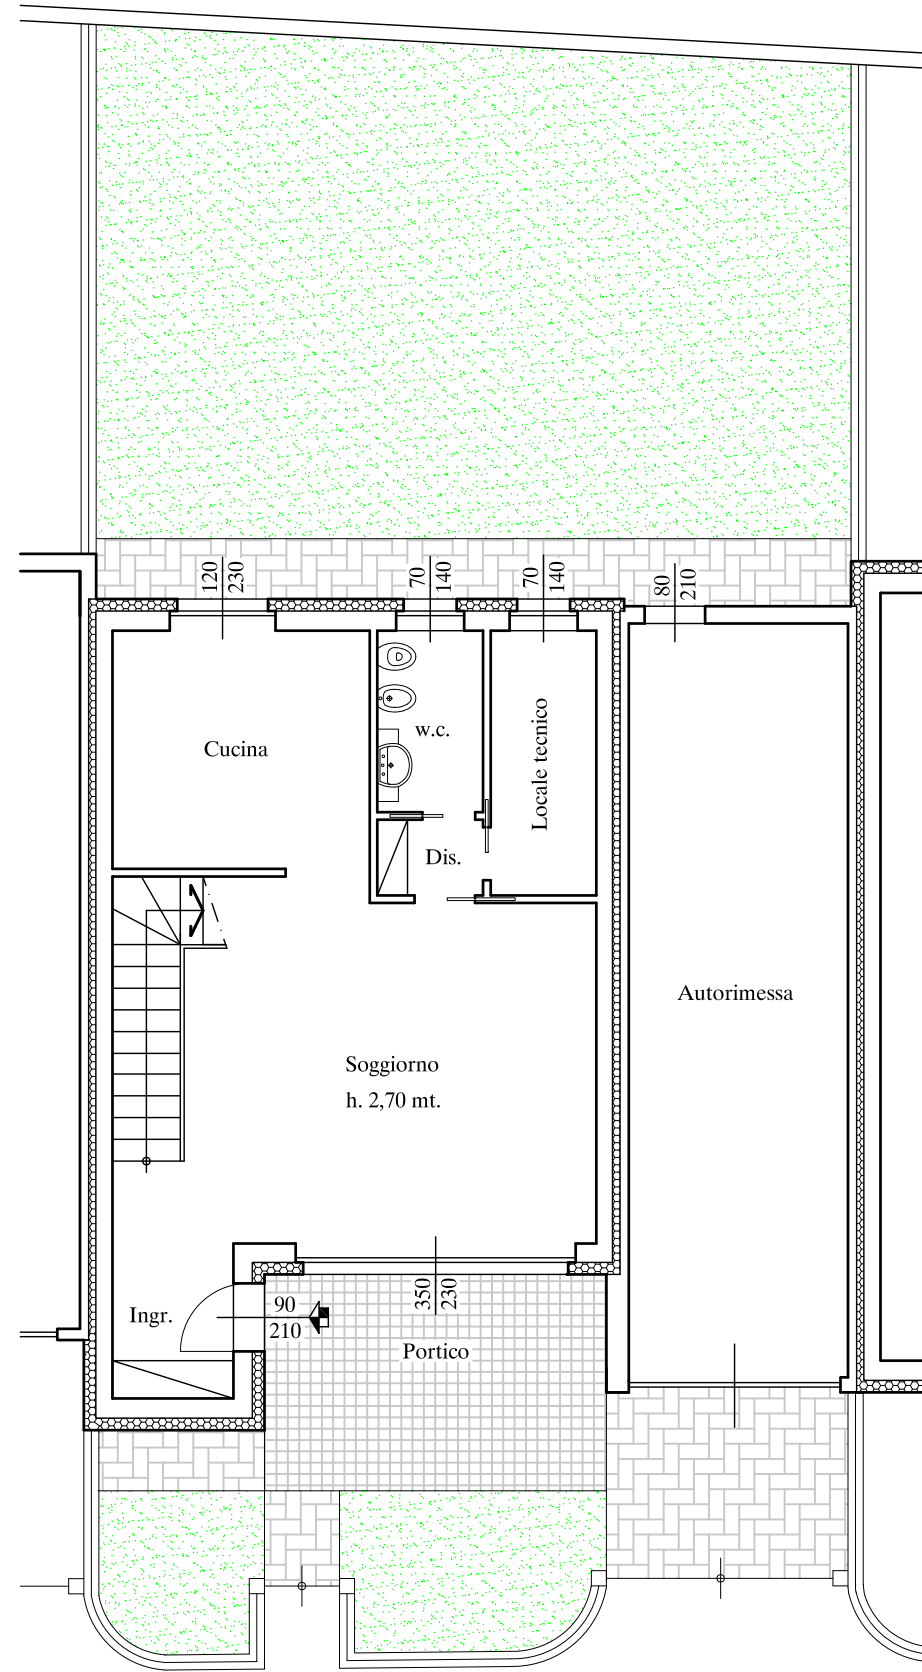 120
230
70
140
70
140
80
210
Cucina
w.c.
Locale tecnico
Dis.
Autorimessa
Soggiorno
h. 2,70 mt.
350
230
90
210
Ingr.
Portico